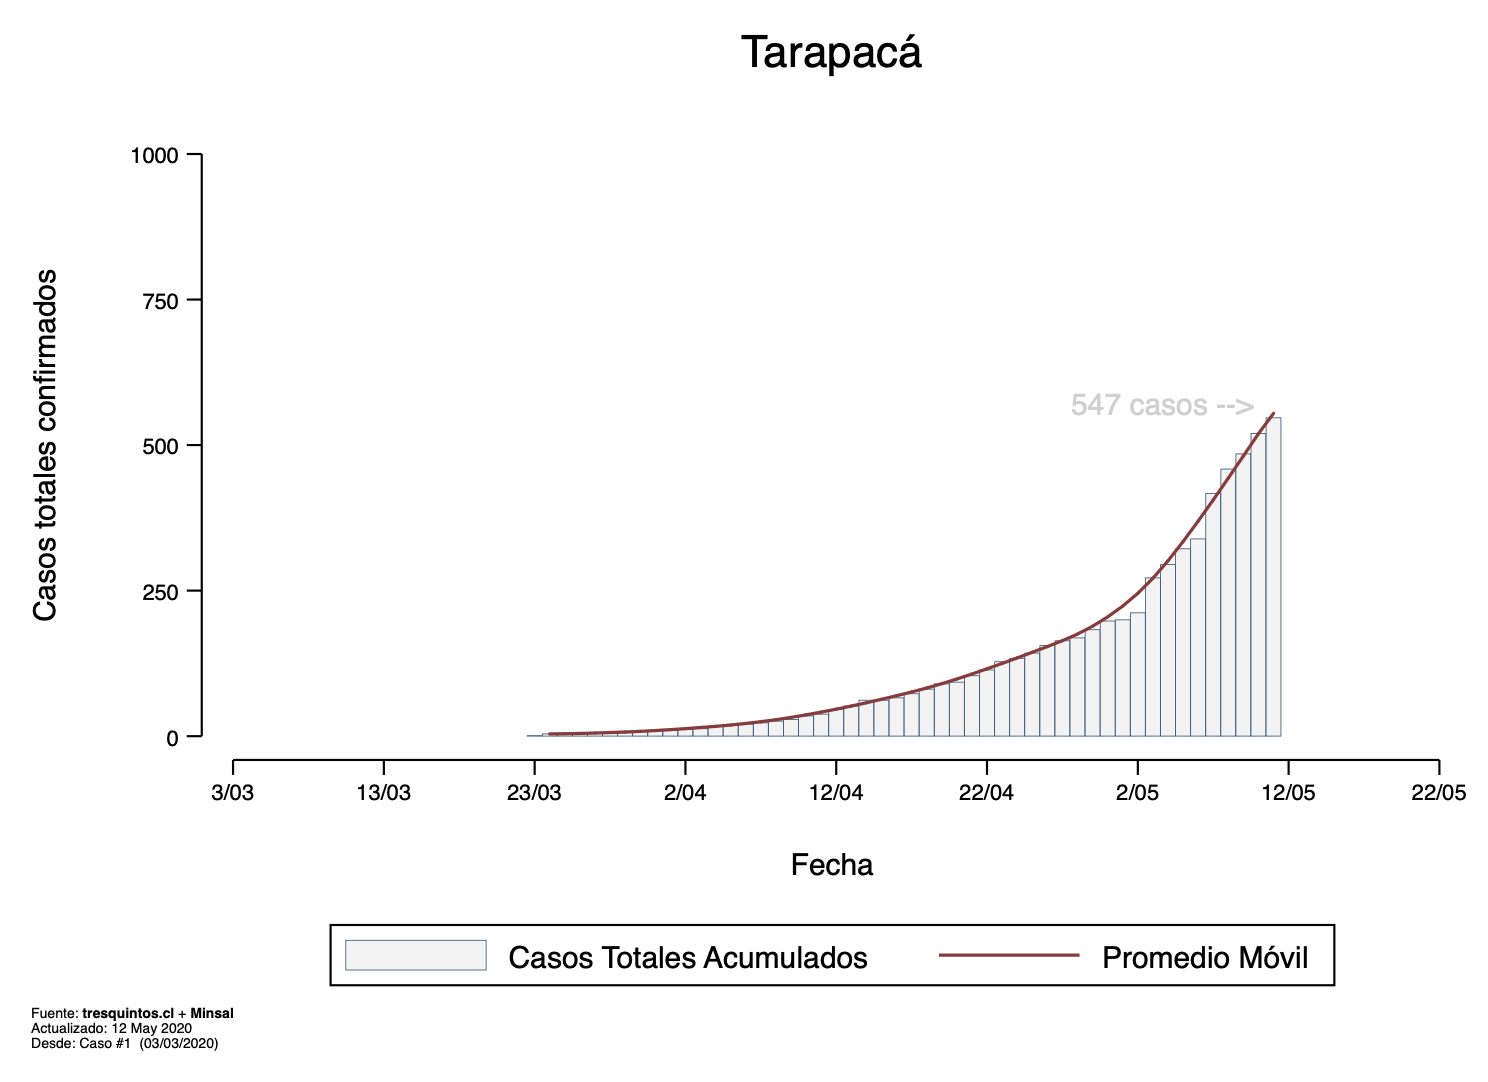 Tarapacá
Casos totales confirmados
1000
750
500
250
0
547 casos -->
3/03 13/03 23/03 2/04 12/04 22/04 2/05 12/05 22/05
Fecha
Casos Totales Acumulados Promedio Móvil
Fuente: tresquintos.cl + Minsal
Actualizado: 12 May 2020
Desde: Caso #1 (03/03/2020)